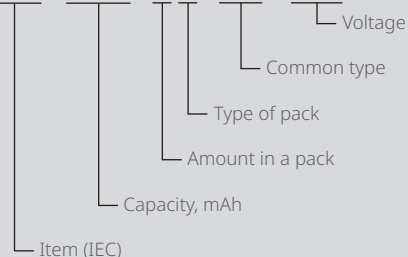 Voltage
Common type
Type of pack
Amount in a pack
Capacity, mAh
Item (IEC)